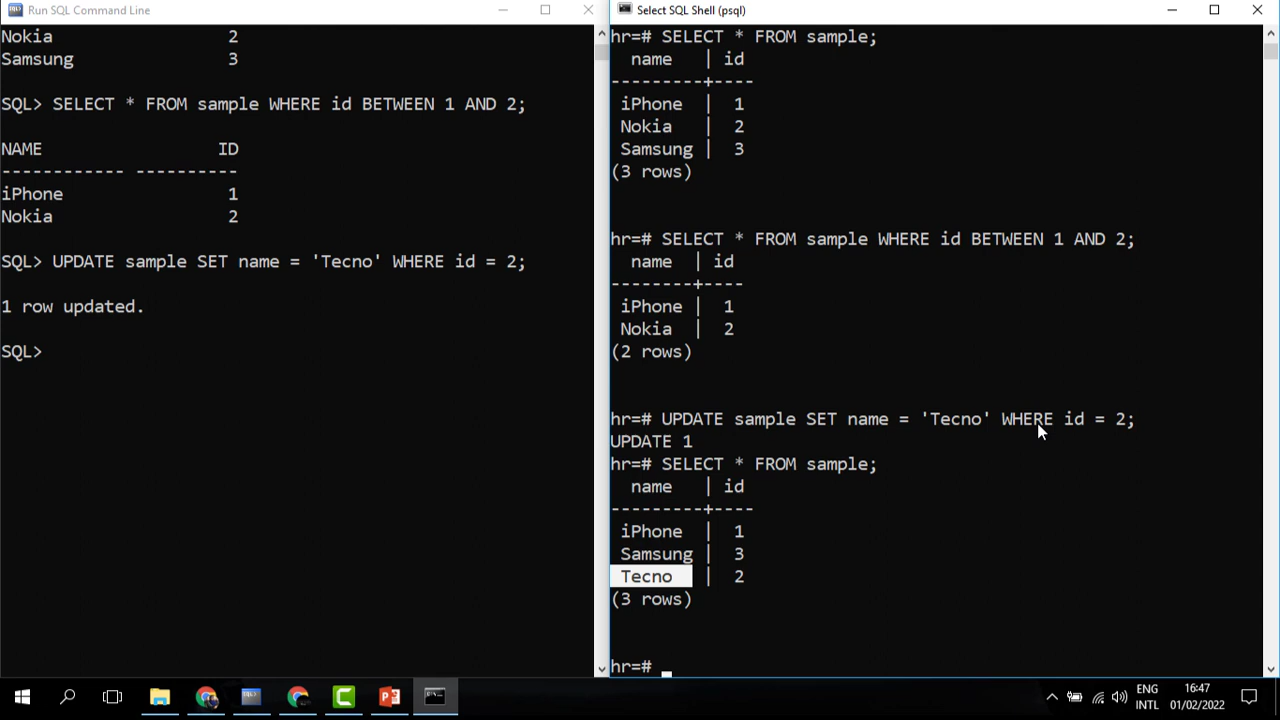 Run SQL Command Line
Nokia 2
Samsung 3
SQL> SELECT * FROM sample WHERE id BETWEEN 1 AND 2;
NAME ID
------------ ----------
iPhone 1
Nokia 2
SQL> UPDATE sample SET name = 'Tecno' WHERE id = 2;
1 row updated.
SQL>
Select SQL Shell (psql)
hr=# SELECT * FROM sample;
name | id
---------+----
iPhone | 1
Nokia | 2
Samsung | 3
(3 rows)
hr=# SELECT * FROM sample WHERE id BETWEEN 1 AND 2;
name | id
--------+----
iPhone | 1
Nokia | 2
(2 rows)
hr=# UPDATE sample SET name = 'Tecno' WHERE id = 2;
UPDATE 1
hr=# SELECT * FROM sample;
name | id
---------+----
iPhone | 1
Samsung | 3
Tecno | 2
(3 rows)
hr=#
ENG
INTL
16:47
01/02/2022